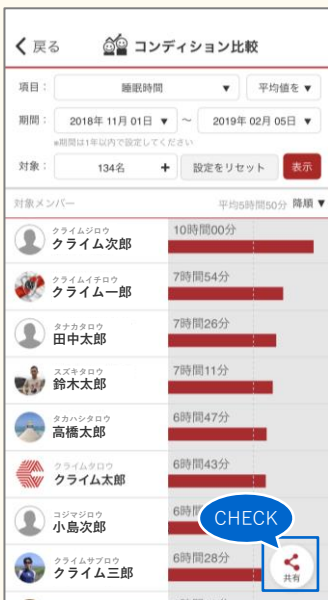 戻る コンディション比較
項目： 睡眠時間 ▼ 平均値を ▼
期間： 2018年 11月 01日 ▼ ～ 2019年 02月 05日 ▼
※期間は1年以内で設定してください
対象： 134名 + 設定をリセット 表示
対象メンバー 平均5時間50分 降順 ▼
クライムジロウ
クライム次郎 10時間00分
クライムイチロウ
クライム一郎 7時間54分
タナカタロウ
田中太郎 7時間26分
スズキタロウ
鈴木太郎 7時間11分
タカハシタロウ
高橋太郎 6時間47分
クライムタロウ
クライム太郎 6時間43分
コジマジロウ
小島次郎 6時間
CHECK
クライムサブロウ
クライム三郎 6時間28分
共有